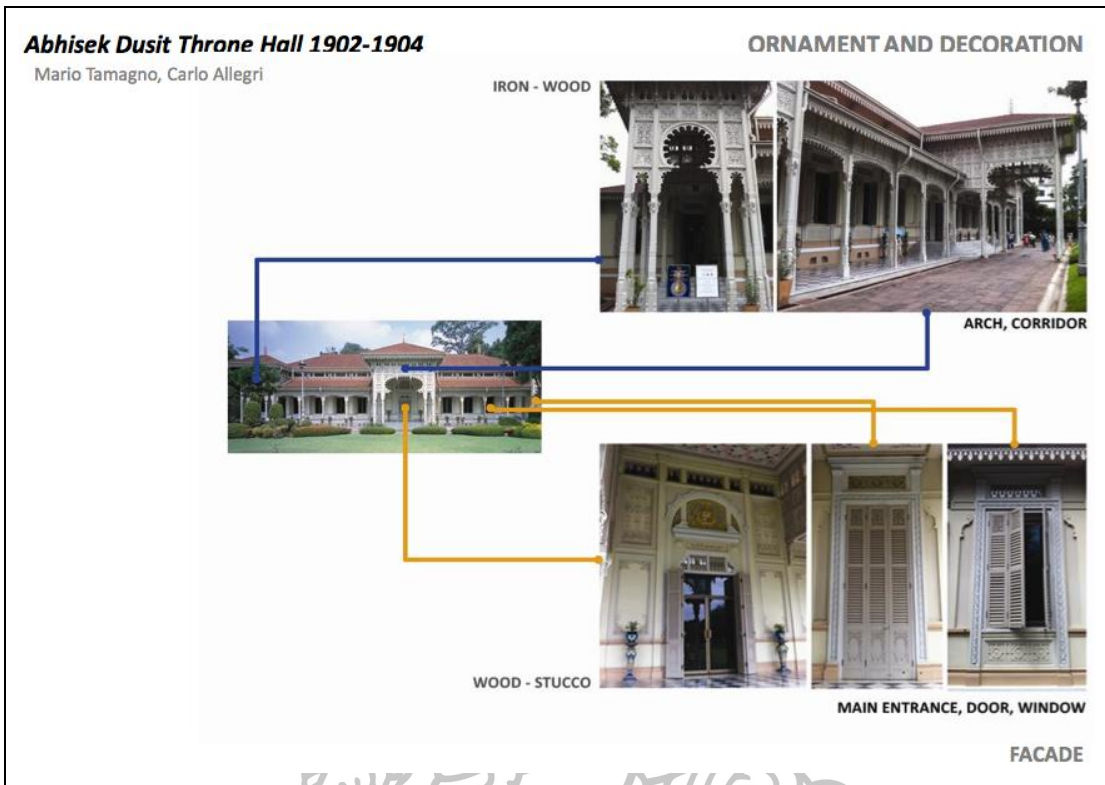 Abhisek Dusit Throne Hall 1902-1904
ORNAMENT AND DECORATION
Mario Tamagno, Carlo Allegri
IRON - WOOD
ARCH, CORRIDOR
WOOD - STUCCO
MAIN ENTRANCE, DOOR, WINDOW
FACADE